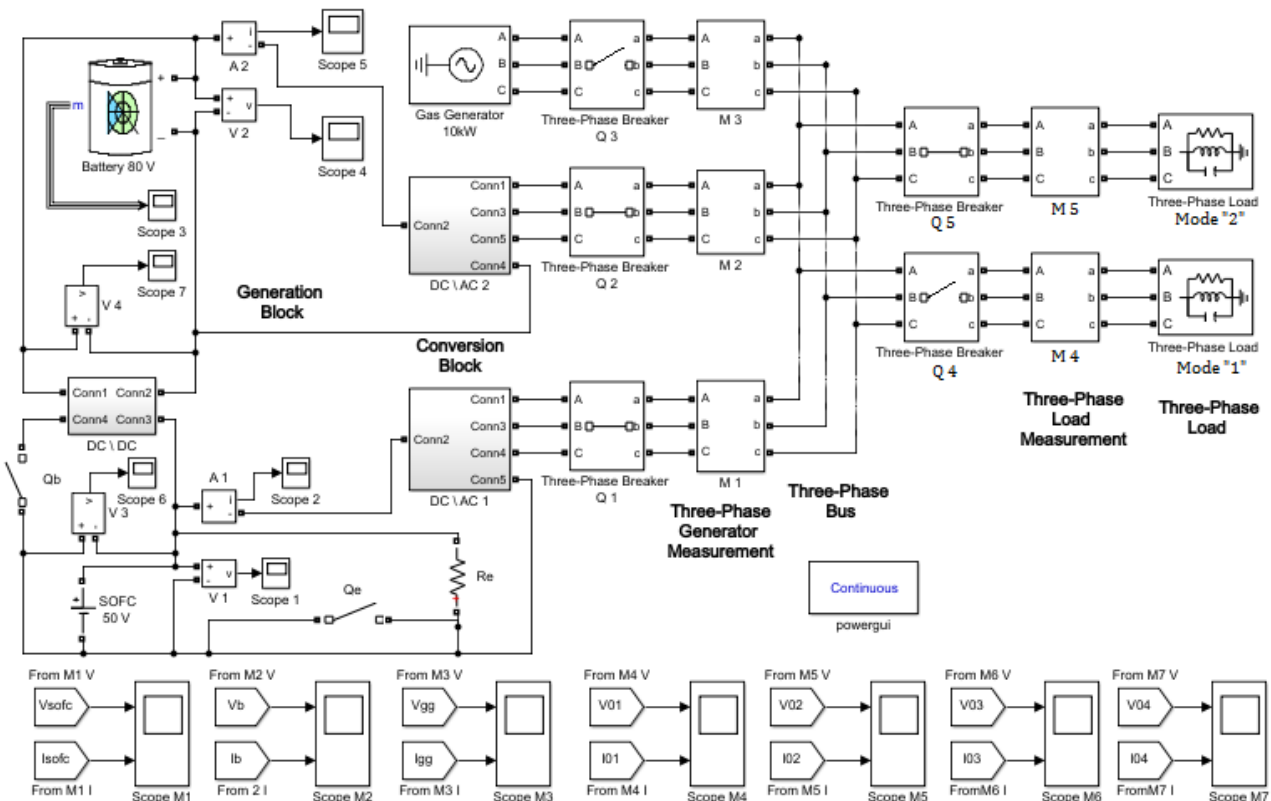 A 2
+
-
i
Scope 5
m
+
_
Battery 80 V
+
-
v
V 2
Scope 4
Scope 3
Scope 7
V 4
+ -
Generation
Block
Conn1 Conn2
Conn4 Conn3
DC \ DC
Qb
Scope 6
V 3
+ -
A 1
+
-
i
Scope 2
+
-
v
V 1
Scope 1
+
SOFC
50 V
Qe
Re
A
B
C
Gas Generator
10kW
A a
B b
C c
Three-Phase Breaker
Q 3
A a
B b
C c
M 3
Conn1
Conn3
Conn2
Conn5
Conn4
DC \ AC 2
A a
B b
C c
Three-Phase Breaker
Q 2
A a
B b
C c
M 2
Conversion
Block
Conn1
Conn3
Conn2
Conn4
Conn5
DC \ AC 1
A a
B b
C c
Three-Phase Breaker
Q 1
A a
B b
C c
M 1
Three-Phase
Generator
Measurement
Three-Phase
Bus
A a
B b
C c
Three-Phase Breaker
Q 5
A a
B b
C c
M 5
A
B
C
Three-Phase Load
Mode "2"
A a
B b
C c
Three-Phase Breaker
Q 4
A a
B b
C c
M 4
A
B
C
Three-Phase Load
Mode "1"
Three-Phase
Load
Measurement
Three-Phase
Load
Continuous
powergui
From M1 V
Vsofc
Isofc
From M1 I
Scope M1
From M2 V
Vb
Ib
From 2 I
Scope M2
From M3 V
Vgg
Igg
From M3 I
Scope M3
From M4 V
V01
I01
From M4 I
Scope M4
From M5 V
V02
I02
From M5 I
Scope M5
From M6 V
V03
I03
FromM6 I
Scope M6
From M7 V
V04
I04
FromM7 I
Scope M7